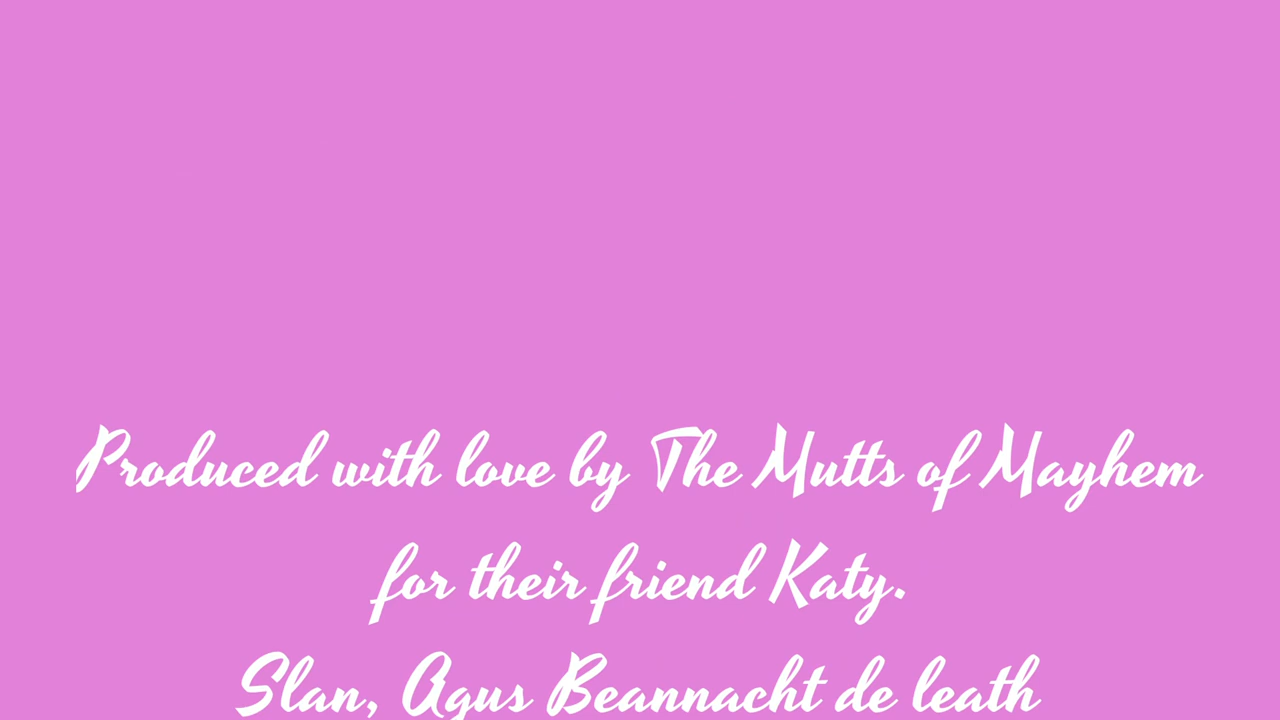 Produced with love by The Mutts of Mayhem
for their friend Katy.
Slan, Agus Beannacht de leath